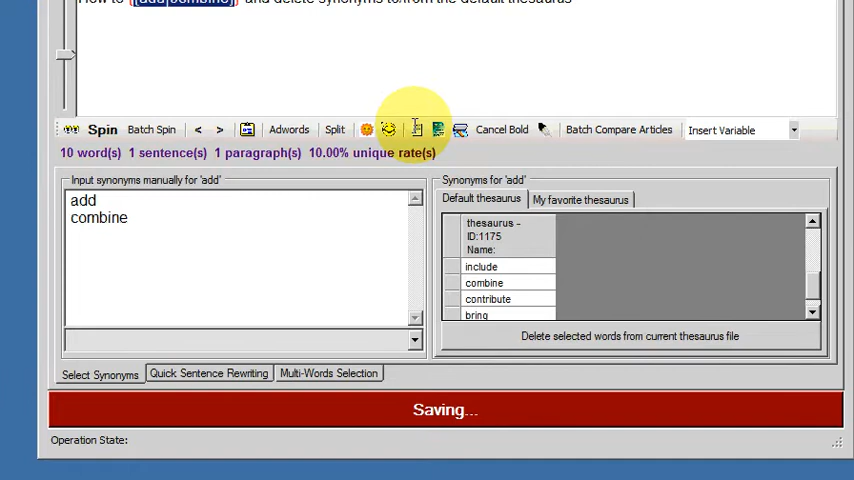 How to {[add|combine]} and delete synonyms to/from the default thesaurus
Spin Batch Spin < > Adwords Split Cancel Bold Batch Compare Articles Insert Variable
10 word(s) 1 sentence(s) 1 paragraph(s) 10.00% unique rate(s)
Input synonyms manually for 'add'
add
combine
Synonyms for 'add'
Default thesaurus My favorite thesaurus
thesaurus -
ID:1175
Name:
include
combine
contribute
bring
Delete selected words from current thesaurus file
Select Synonyms Quick Sentence Rewriting Multi-Words Selection
Saving...
Operation State: